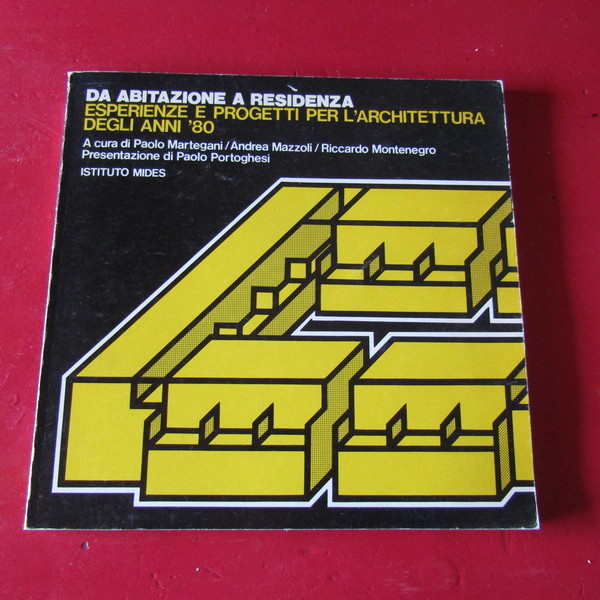 DA ABITAZIONE A RESIDENZA
ESPERIENZE E PROGETTI PER L'ARCHITETTURA
DEGLI ANNI '80
A cura di Paolo Martegani/Andrea Mazzoli/Riccardo Montenegro
Presentazione di Paolo Portoghesi
ISTITUTO MIDES